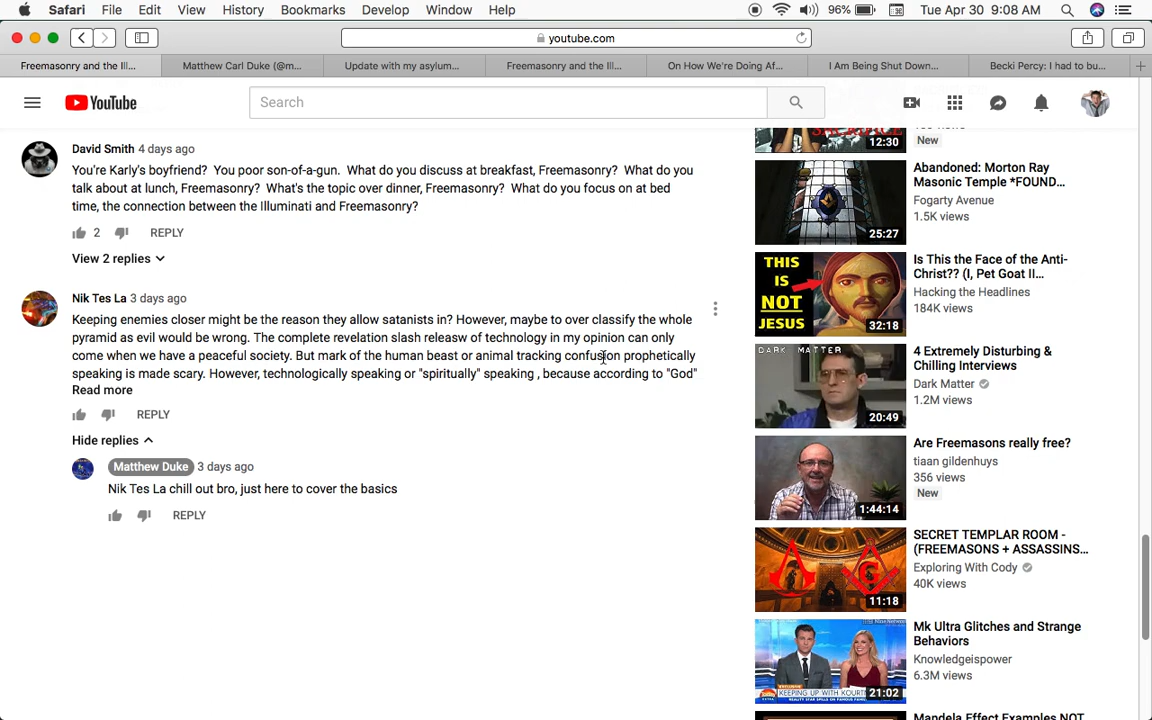 Safari File Edit View History Bookmarks Develop Window Help 96% Tue Apr 30 9:08 AM
youtube.com
Freemasonry and the Ill... Matthew Carl Duke (@m... Update with my asylum... Freemasonry and the Ill... On How We're Doing Af... I Am Being Shut Down... Becki Percy: I had to bu...
YouTube Search
David Smith 4 days ago
You're Karly's boyfriend? You poor son-of-a-gun. What do you discuss at breakfast, Freemasonry? What do you
talk about at lunch, Freemasonry? What's the topic over dinner, Freemasonry? What do you focus on at bed
time, the connection between the Illuminati and Freemasonry?
2 REPLY
View 2 replies
Nik Tes La 3 days ago
Keeping enemies closer might be the reason they allow satanists in? However, maybe to over classify the whole
pyramid as evil would be wrong. The complete revelation slash releasw of technology in my opinion can only
come when we have a peaceful society. But mark of the human beast or animal tracking confusion prophetically
speaking is made scary. However, technologically speaking or "spiritually" speaking , because according to "God"
Read more
REPLY
Hide replies
Matthew Duke 3 days ago
Nik Tes La chill out bro, just here to cover the basics
REPLY
12:30
New
Abandoned: Morton Ray
Masonic Temple *FOUND...
Fogarty Avenue
1.5K views
25:27
THIS
IS
NOT
JESUS
32:18
Is This the Face of the Anti-
Christ?? (I, Pet Goat II...
Hacking the Headlines
184K views
DARK MATTER
20:49
4 Extremely Disturbing &
Chilling Interviews
Dark Matter
1.2M views
1:44:14
Are Freemasons really free?
tiaan gildenhuys
356 views
New
11:18
SECRET TEMPLAR ROOM -
(FREEMASONS + ASSASSINS...
Exploring With Cody
40K views
KEEPING UP WITH KOURT
21:02
Mk Ultra Glitches and Strange
Behaviors
Knowledgeispower
6.3M views
Mandela Effect Examples NOT